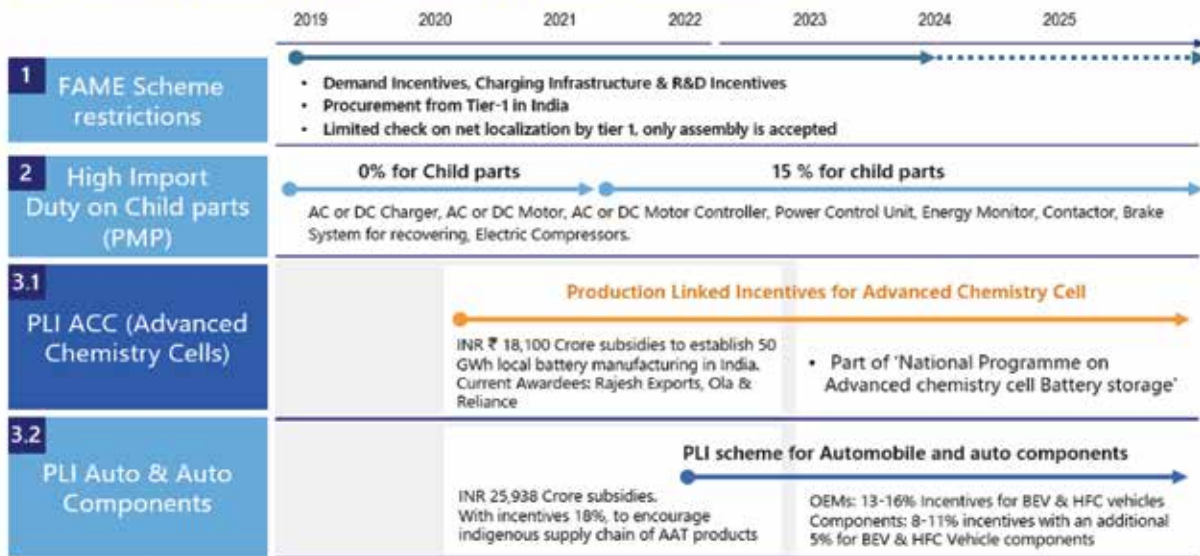 2019 2020 2021 2022 2023 2024 2025
1
FAME Scheme
restrictions
• Demand Incentives, Charging Infrastructure & R&D Incentives
• Procurement from Tier-1 in India
• Limited check on net localization by tier 1, only assembly is accepted
2
High Import
Duty on Child parts
(PMP)
0% for Child parts
15 % for child parts
AC or DC Charger, AC or DC Motor, AC or DC Motor Controller, Power Control Unit, Energy Monitor, Contactor, Brake
System for recovering, Electric Compressors.
3.1
PLI ACC (Advanced
Chemistry Cells)
Production Linked Incentives for Advanced Chemistry Cell
INR ₹ 18,100 Crore subsidies to establish 50
GWh local battery manufacturing in India.
Current Awardees: Rajesh Exports, Ola &
Reliance
• Part of 'National Programme on
Advanced chemistry cell Battery storage'
3.2
PLI Auto & Auto
Components
PLI scheme for Automobile and auto components
INR 25,938 Crore subsidies.
With incentives 18%, to encourage
indigenous supply chain of AAT products
OEMs: 13-16% Incentives for BEV & HFC vehicles
Components: 8-11% incentives with an additional
5% for BEV & HFC Vehicle components